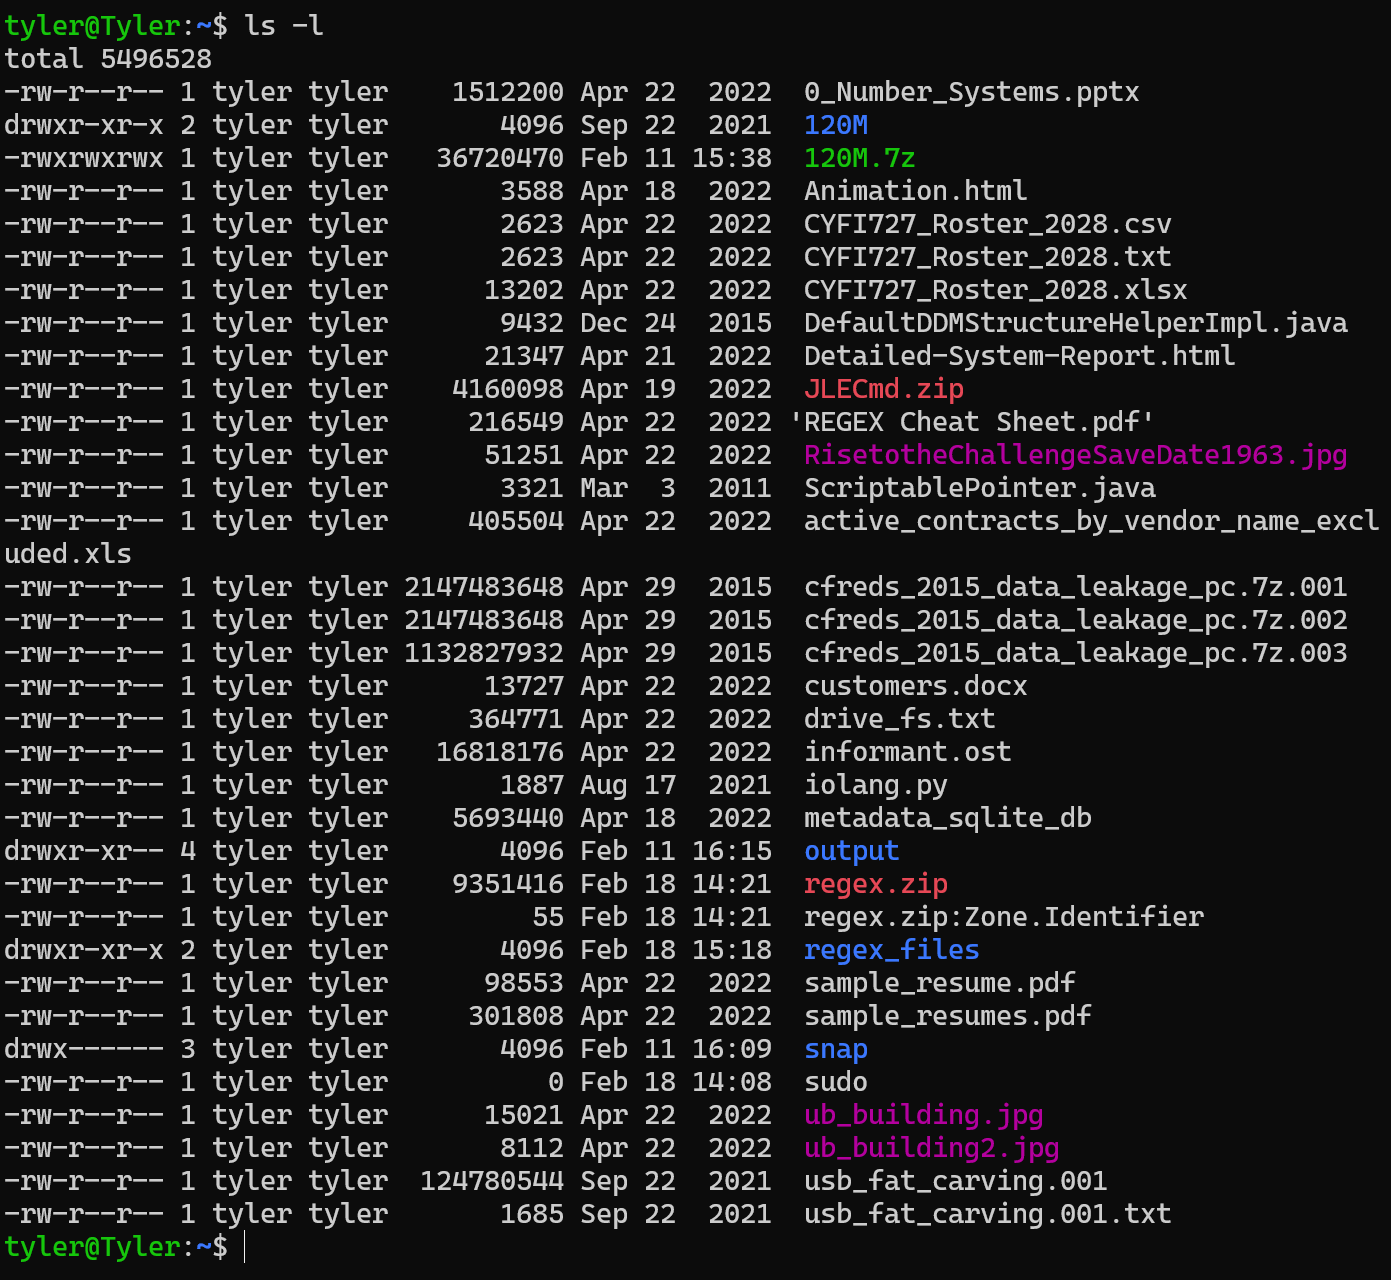 tyler@Tyler:~$ ls -l
total 5496528
-rw-r--r-- 1 tyler tyler    1512200 Apr 22  2022  0_Number_Systems.pptx
drwxr-xr-x 2 tyler tyler       4096 Sep 22  2021  120M
-rwxrwxrwx 1 tyler tyler   36720470 Feb 11 15:38  120M.7z
-rw-r--r-- 1 tyler tyler       3588 Apr 18  2022  Animation.html
-rw-r--r-- 1 tyler tyler       2623 Apr 22  2022  CYFI727_Roster_2028.csv
-rw-r--r-- 1 tyler tyler       2623 Apr 22  2022  CYFI727_Roster_2028.txt
-rw-r--r-- 1 tyler tyler      13202 Apr 22  2022  CYFI727_Roster_2028.xlsx
-rw-r--r-- 1 tyler tyler       9432 Dec 24  2015  DefaultDDMStructureHelperImpl.java
-rw-r--r-- 1 tyler tyler      21347 Apr 21  2022  Detailed-System-Report.html
-rw-r--r-- 1 tyler tyler    4160098 Apr 19  2022  JLECmd.zip
-rw-r--r-- 1 tyler tyler     216549 Apr 22  2022 'REGEX Cheat Sheet.pdf'
-rw-r--r-- 1 tyler tyler      51251 Apr 22  2022  RisetotheChallengeSaveDate1963.jpg
-rw-r--r-- 1 tyler tyler       3321 Mar  3  2011  ScriptablePointer.java
-rw-r--r-- 1 tyler tyler     405504 Apr 22  2022  active_contracts_by_vendor_name_excl
uded.xls
-rw-r--r-- 1 tyler tyler 2147483648 Apr 29  2015  cfreds_2015_data_leakage_pc.7z.001
-rw-r--r-- 1 tyler tyler 2147483648 Apr 29  2015  cfreds_2015_data_leakage_pc.7z.002
-rw-r--r-- 1 tyler tyler 1132827932 Apr 29  2015  cfreds_2015_data_leakage_pc.7z.003
-rw-r--r-- 1 tyler tyler      13727 Apr 22  2022  customers.docx
-rw-r--r-- 1 tyler tyler     364771 Apr 22  2022  drive_fs.txt
-rw-r--r-- 1 tyler tyler   16818176 Apr 22  2022  informant.ost
-rw-r--r-- 1 tyler tyler       1887 Aug 17  2021  iolang.py
-rw-r--r-- 1 tyler tyler    5693440 Apr 18  2022  metadata_sqlite_db
drwxr-xr-- 4 tyler tyler       4096 Feb 11 16:15  output
-rw-r--r-- 1 tyler tyler    9351416 Feb 18 14:21  regex.zip
-rw-r--r-- 1 tyler tyler         55 Feb 18 14:21  regex.zip:Zone.Identifier
drwxr-xr-x 2 tyler tyler       4096 Feb 18 15:18  regex_files
-rw-r--r-- 1 tyler tyler      98553 Apr 22  2022  sample_resume.pdf
-rw-r--r-- 1 tyler tyler     301808 Apr 22  2022  sample_resumes.pdf
drwx------ 3 tyler tyler       4096 Feb 11 16:09  snap
-rw-r--r-- 1 tyler tyler          0 Feb 18 14:08  sudo
-rw-r--r-- 1 tyler tyler      15021 Apr 22  2022  ub_building.jpg
-rw-r--r-- 1 tyler tyler       8112 Apr 22  2022  ub_building2.jpg
-rw-r--r-- 1 tyler tyler  124780544 Sep 22  2021  usb_fat_carving.001
-rw-r--r-- 1 tyler tyler       1685 Sep 22  2021  usb_fat_carving.001.txt
tyler@Tyler:~$